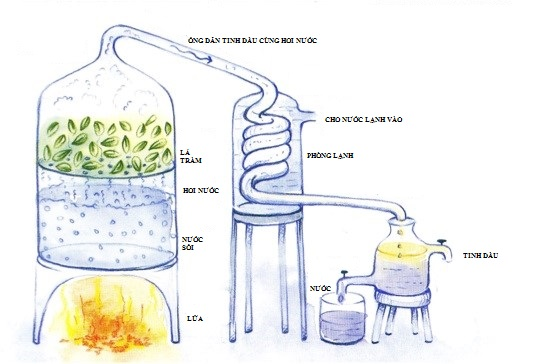 ỐNG DẪN TINH DẦU CÙNG HƠI NƯỚC
CHO NƯỚC LẠNH VÀO
LÁ
TRÀM
PHÒNG LẠNH
HƠI NƯỚC
NƯỚC
SÔI
TINH DẦU
NƯỚC
LỬA